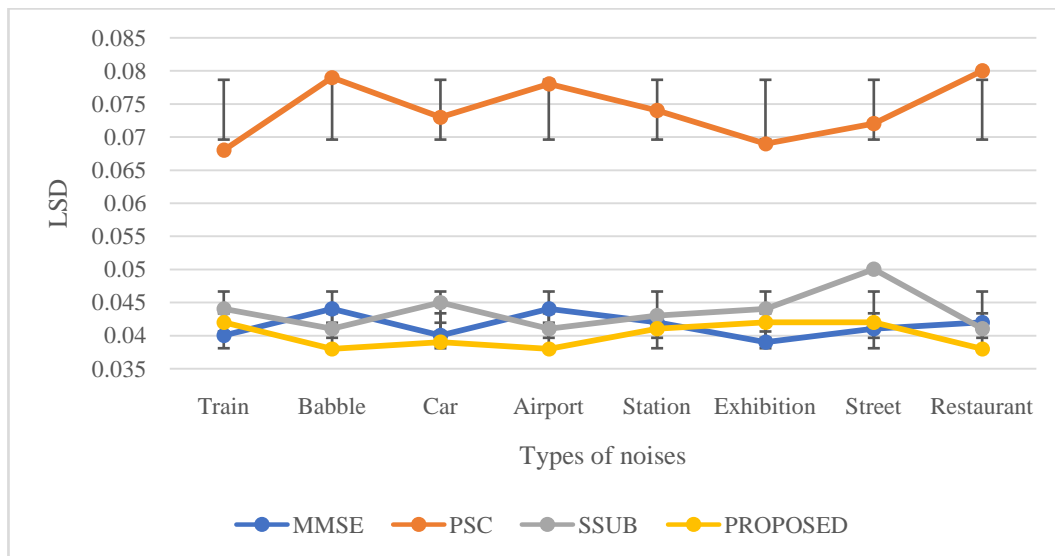 0.085
0.08
0.075
0.07
0.065
0.06
0.055
0.05
0.045
0.04
0.035
LSD
Train Babble Car Airport Station Exhibition Street Restaurant
Types of noises
MMSE PSC SSUB PROPOSED